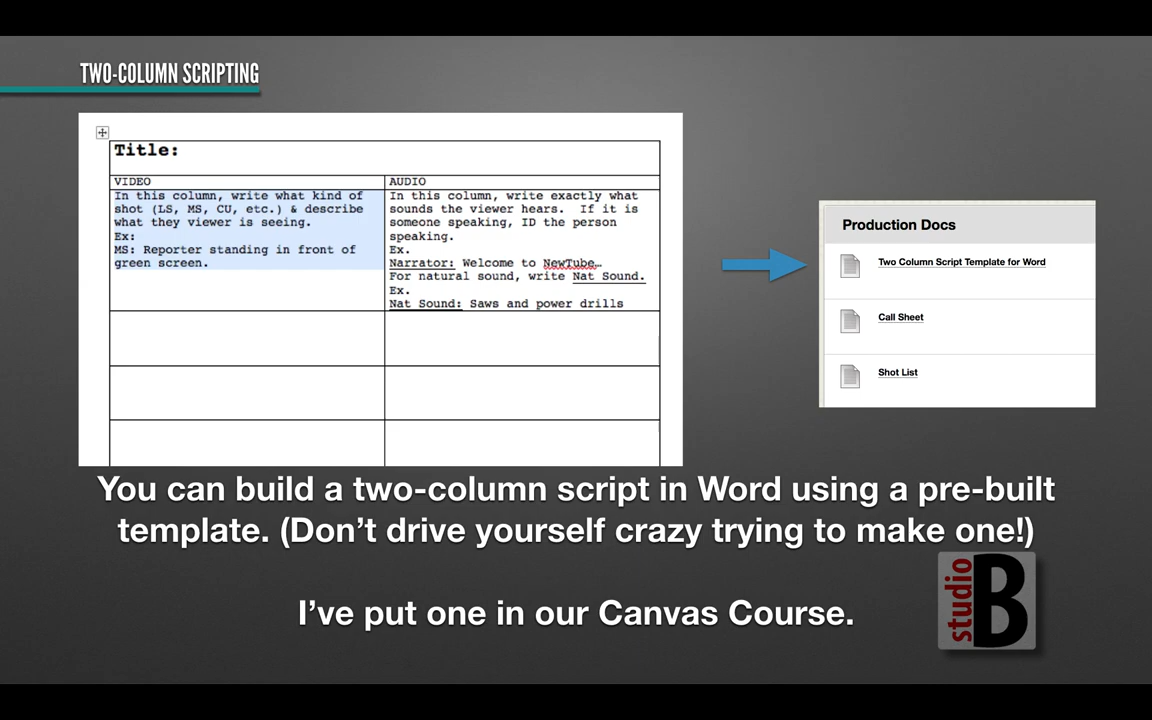 TWO-COLUMN SCRIPTING
Title:
VIDEO
In this column, write what kind of
shot (LS, MS, CU, etc.) & describe
what they viewer is seeing.
Ex:
MS: Reporter standing in front of
green screen.
AUDIO
In this column, write exactly what
sounds the viewer hears. If it is
someone speaking, ID the person
speaking.
Ex.
Narrator: Welcome to NewTube…
For natural sound, write Nat Sound.
Ex.
Nat Sound: Saws and power drills
Production Docs
Two Column Script Template for Word
Call Sheet
Shot List
You can build a two-column script in Word using a pre-built
template. (Don’t drive yourself crazy trying to make one!)
I’ve put one in our Canvas Course.
studio B